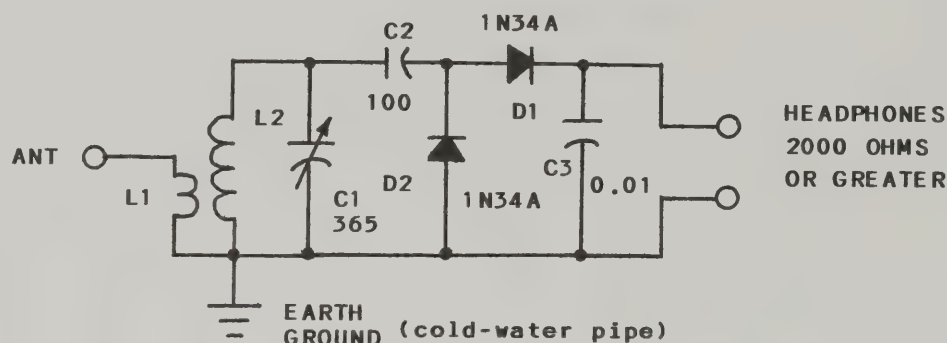 1N34A
C2
100
D1
HEADPHONES
2000 OHMS
OR GREATER
L2
ANT
L1
C1
365
D2
1N34A
C3
0.01
EARTH
GROUND (cold-water pipe)